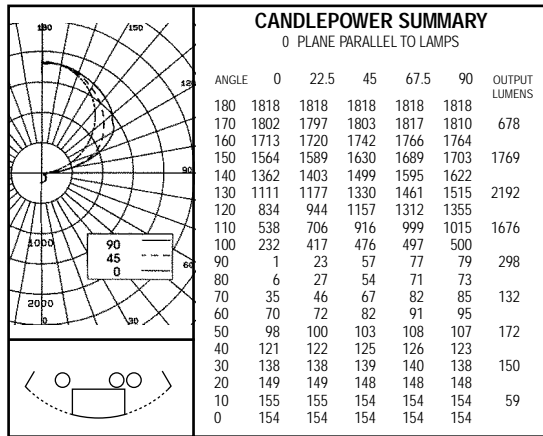 CANDLEPOWER SUMMARY
0 PLANE PARALLEL TO LAMPS
ANGLE 0 22.5 45 67.5 90 OUTPUT
LUMENS
180 1818 1818 1818 1818 1818
170 1802 1797 1803 1817 1810 678
160 1713 1720 1742 1766 1764
150 1564 1589 1630 1689 1703 1769
140 1362 1403 1499 1595 1622
130 1111 1177 1330 1461 1515 2192
120 834 944 1157 1312 1355
110 538 706 916 999 1015 1676
100 232 417 476 497 500
90 1 23 57 77 79 298
80 6 27 54 71 73
70 35 46 67 82 85 132
60 70 72 82 91 95
50 98 100 103 108 107 172
40 121 122 125 126 123
30 138 138 139 140 138 150
20 149 149 148 148 148
10 155 155 154 154 154 59
0 154 154 154 154 154
180 150
120
90
1000
90
45
0
60
2000
0 30